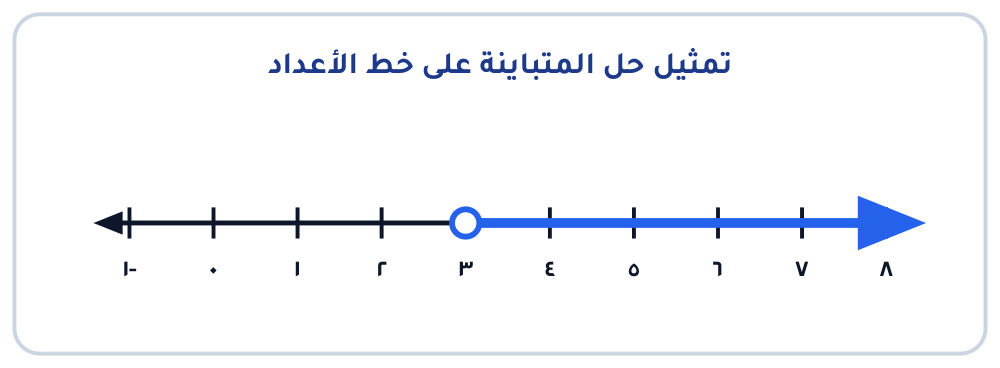 تمثيل حل المتباينة على خط الأعداد
١- ٠ ١ ٢ ٣ ٤ ٥ ٦ ٧ ٨